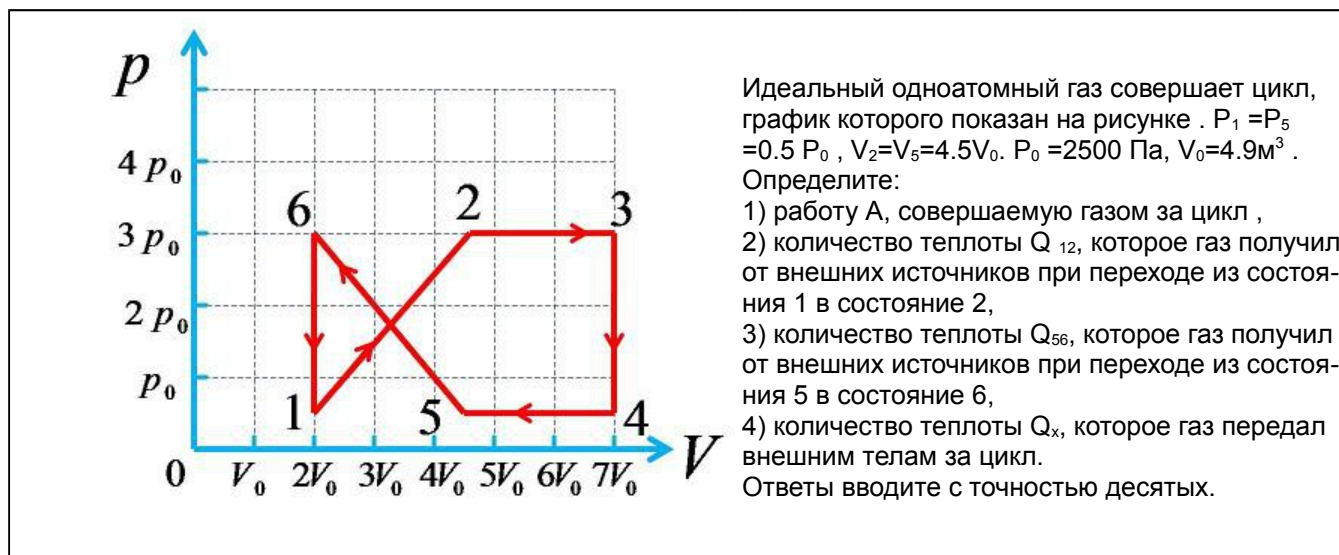 p
4 p₀
3 p₀
2 p₀
p₀
6
2
3
1
5
4
0
V₀
2V₀
3V₀
4V₀
5V₀
6V₀
7V₀
V
Идеальный одноатомный газ совершает цикл,
график которого показан на рисунке . P₁ =P₅
=0.5 P₀ , V₂=V₅=4.5V₀. P₀ =2500 Па, V₀=4.9м³ .
Определите:
1) работу А, совершаемую газом за цикл ,
2) количество теплоты Q ₁₂, которое газ получил
от внешних источников при переходе из состоя-
ния 1 в состояние 2,
3) количество теплоты Q₅₆, которое газ получил
от внешних источников при переходе из состоя-
ния 5 в состояние 6,
4) количество теплоты Qₓ, которое газ передал
внешним телам за цикл.
Ответы вводите с точностью десятых.